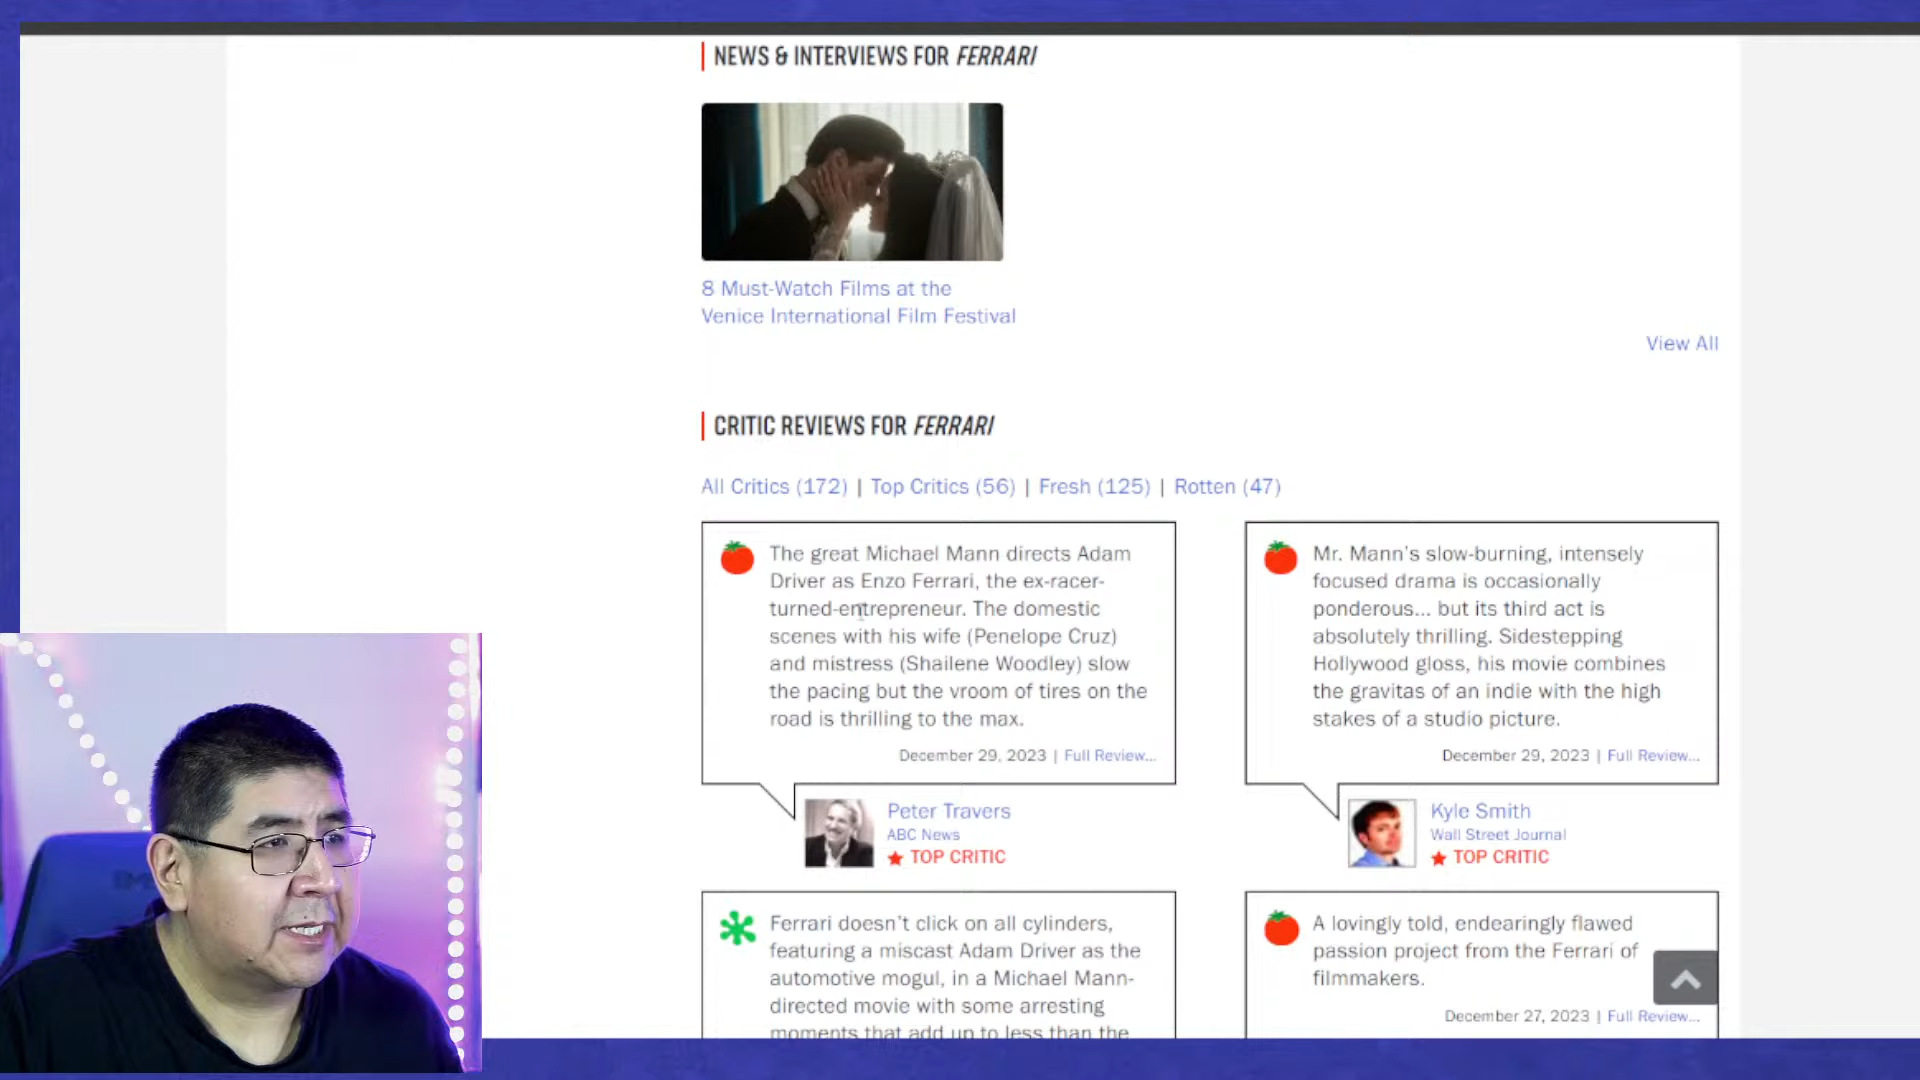 NEWS & INTERVIEWS FOR FERRARI
8 Must-Watch Films at the
Venice International Film Festival
View All
CRITIC REVIEWS FOR FERRARI
All Critics (172) | Top Critics (56) | Fresh (125) | Rotten (47)
The great Michael Mann directs Adam
Driver as Enzo Ferrari, the ex-racer-
turned-entrepreneur. The domestic
scenes with his wife (Penelope Cruz)
and mistress (Shailene Woodley) slow
the pacing but the vroom of tires on the
road is thrilling to the max.
December 29, 2023 | Full Review...
Peter Travers
ABC News
TOP CRITIC
Mr. Mann's slow-burning, intensely
focused drama is occasionally
ponderous... but its third act is
absolutely thrilling. Sidestepping
Hollywood gloss, his movie combines
the gravitas of an indie with the high
stakes of a studio picture.
December 29, 2023 | Full Review...
Kyle Smith
Wall Street Journal
TOP CRITIC
Ferrari doesn't click on all cylinders,
featuring a miscast Adam Driver as the
automotive mogul, in a Michael Mann-
directed movie with some arresting
moments that add up to less than the
A lovingly told, endearingly flawed
passion project from the Ferrari of
filmmakers.
December 27, 2023 | Full Review...